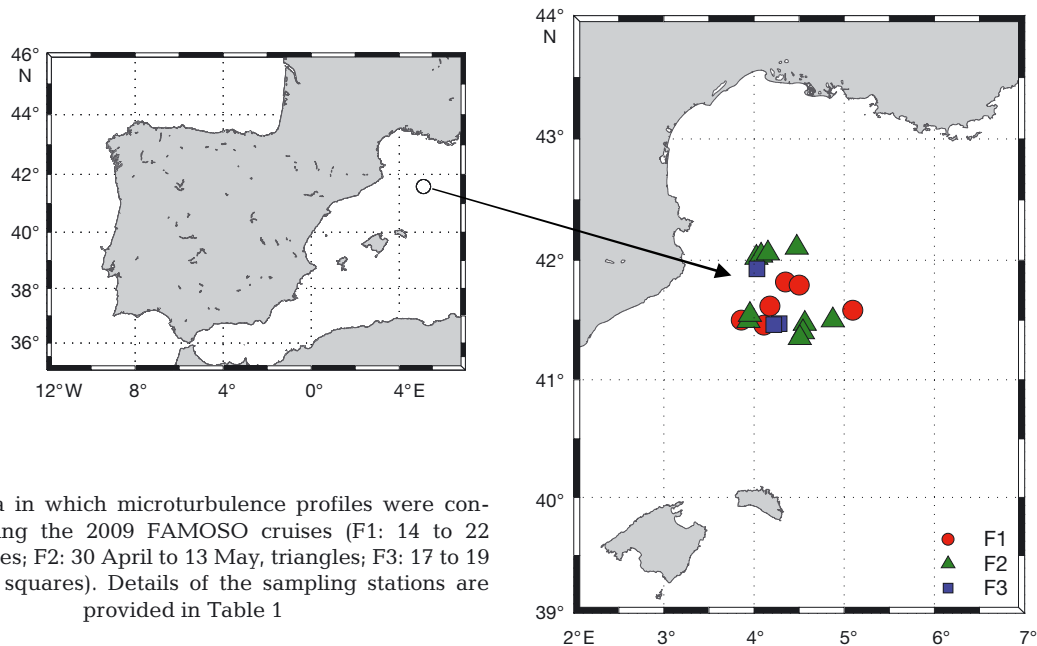 46°
N
44°
42°
40°
38°
36°
12°W
8°
4°
0°
4°E
44°
N
43°
42°
41°
40°
39°
2°E
3°
4°
5°
6°
7°
F1
F2
F3
in which microturbulence profiles were con-
the 2009 FAMOSO cruises (F1: 14 to 22
F2: 30 April to 13 May, triangles; F3: 17 to 19
squares). Details of the sampling stations are
provided in Table 1